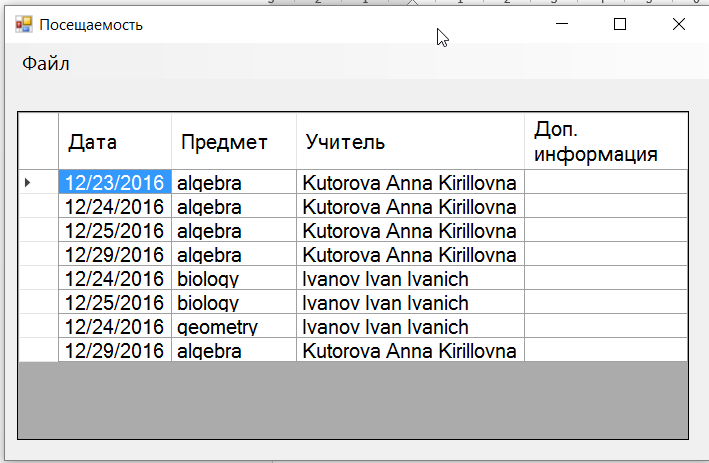 Посещаемость
Файл
Дата Предмет Учитель Доп. информация
12/23/2016 algebra Kutorova Anna Kirillovna
12/24/2016 algebra Kutorova Anna Kirillovna
12/25/2016 algebra Kutorova Anna Kirillovna
12/29/2016 algebra Kutorova Anna Kirillovna
12/24/2016 biology Ivanov Ivan Ivanich
12/25/2016 biology Ivanov Ivan Ivanich
12/24/2016 geometry Ivanov Ivan Ivanich
12/29/2016 algebra Kutorova Anna Kirillovna